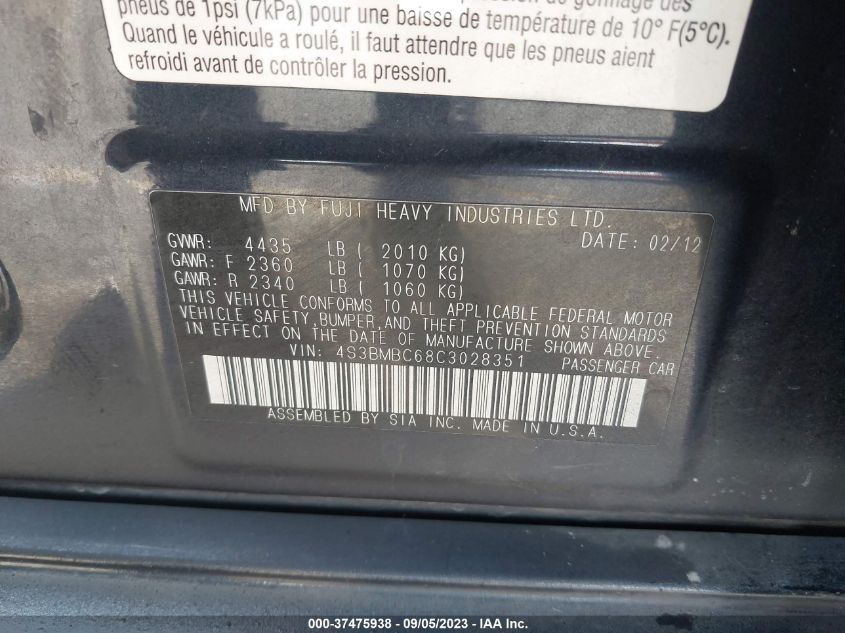 pneus de 1psi (7kPa) pour une baisse de température de 10° F(5°C).
Quand le véhicule a roulé, il faut attendre que les pneus aient
refroidi avant de contrôler la pression.
MFD BY FUJI HEAVY INDUSTRIES LTD.
GVWR: 4435 LB ( 2010 KG) DATE: 02/12
GAWR: F 2360 LB ( 1070 KG)
GAWR: R 2340 LB ( 1060 KG)
THIS VEHICLE CONFORMS TO ALL APPLICABLE FEDERAL MOTOR
VEHICLE SAFETY, BUMPER, AND THEFT PREVENTION STANDARDS
IN EFFECT ON THE DATE OF MANUFACTURE SHOWN ABOVE.
VIN: 4S3BMBC68C3028351 PASSENGER CAR
ASSEMBLED BY SIA INC. MADE IN U.S.A.
000-37475938 - 09/05/2023 - IAA Inc.